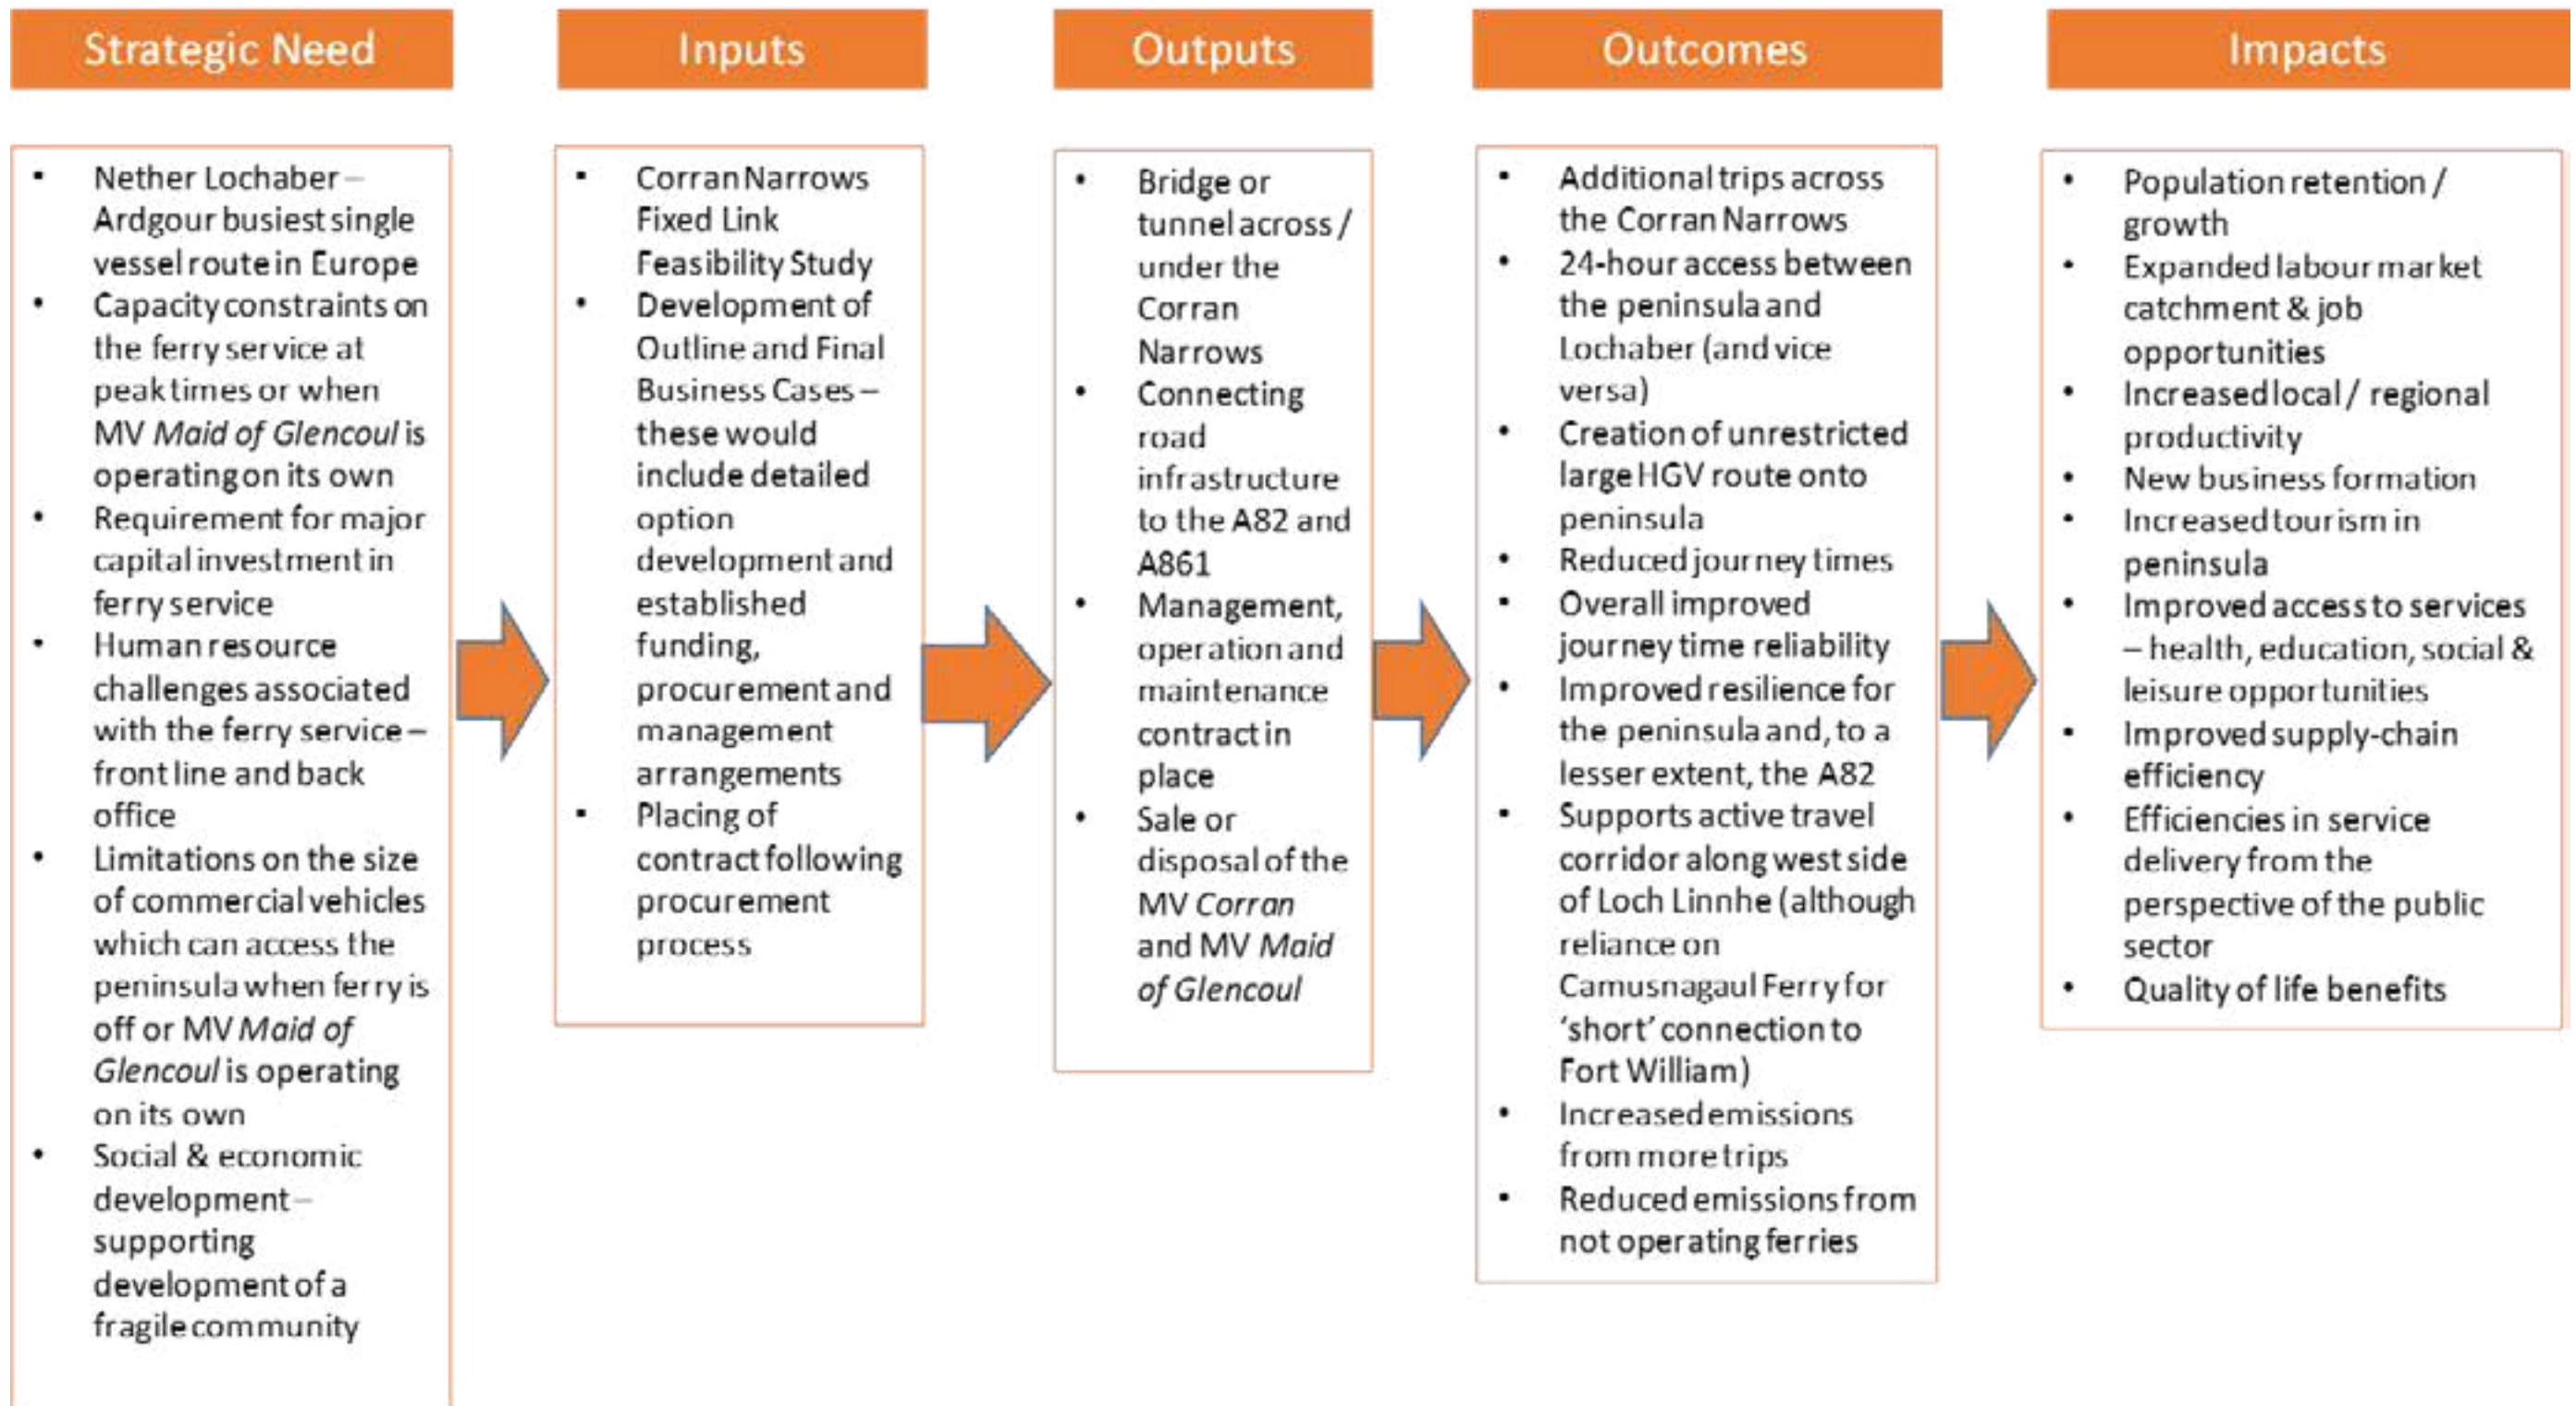 Strategic Need
▪ Nether Lochaber –
Ardgour busiest single
vessel route in Europe
• Capacity constraints on
the ferry service at
peak times or when
MV Maid of Glencoul is
operating on its own
• Requirement for major
capital investment in
ferry service
• Human resource
challenges associated
with the ferry service –
front line and back
office
• Limitations on the size
of commercial vehicles
which can access the
peninsula when ferry is
off or MV Maid of
Glencoul is operating
on its own
• Social & economic
development –
supporting
development of a
fragile community
Inputs
▪ Corran Narrows
Fixed Link
Feasibility Study
▪ Development of
Outline and Final
Business Cases –
these would
include detailed
option
development and
established
funding,
procurement and
management
arrangements
▪ Placing of
contract following
procurement
process
Outputs
• Bridge or
tunnel across /
under the
Corran
Narrows
• Connecting
road
infrastructure
to the A82 and
A861
• Management,
operation and
maintenance
contract in
place
• Sale or
disposal of the
MV Corran
and MV Maid
of Glencoul
Outcomes
• Additional trips across
the Corran Narrows
• 24-hour access between
the peninsula and
Lochaber (and vice
versa)
• Creation of unrestricted
large HGV route onto
peninsula
• Reduced journey times
• Overall improved
journey time reliability
• Improved resilience for
the peninsula and, to a
lesser extent, the A82
• Supports active travel
corridor along west side
of Loch Linnhe (although
reliance on
Camusnagaul Ferry for
‘short’ connection to
Fort William)
• Increased emissions
from more trips
• Reduced emissions from
not operating ferries
Impacts
• Population retention /
growth
• Expanded labour market
catchment & job
opportunities
• Increased local / regional
productivity
• New business formation
• Increased tourism in
peninsula
• Improved access to services
– health, education, social &
leisure opportunities
• Improved supply-chain
efficiency
• Efficiencies in service
delivery from the
perspective of the public
sector
• Quality of life benefits